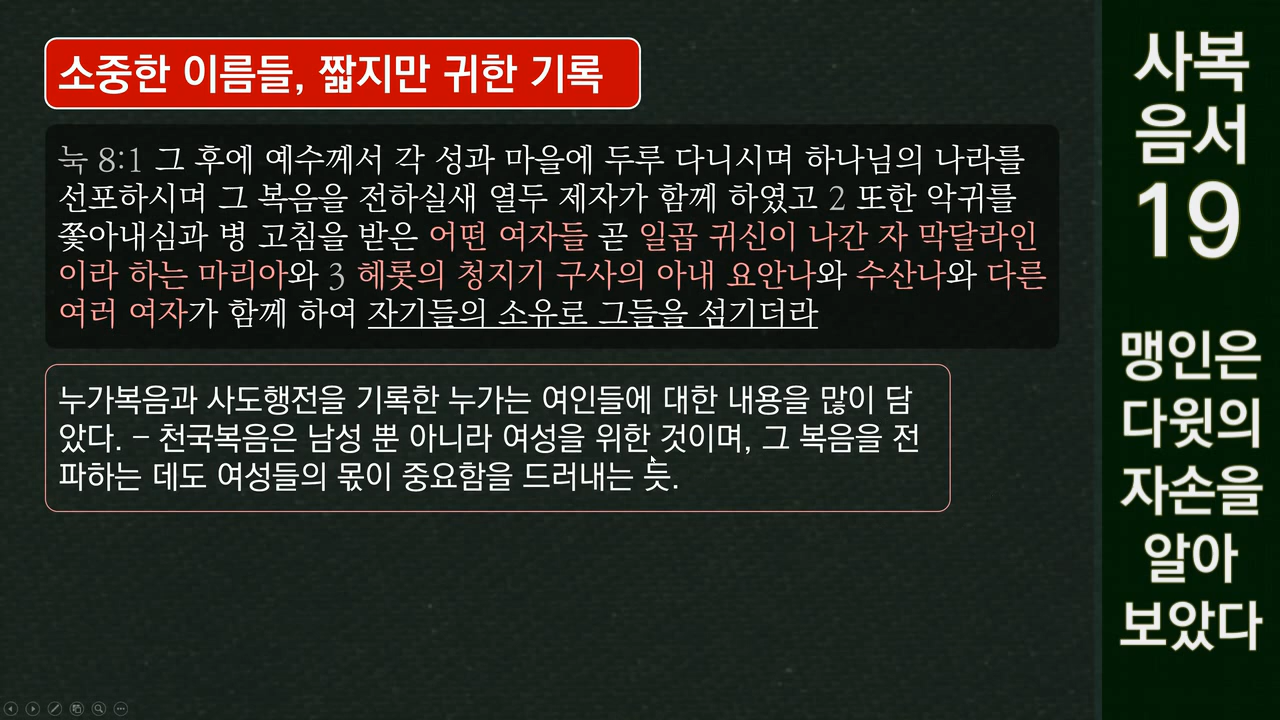 소중한 이름들, 짧지만 귀한 기록
눅 8:1 그 후에 예수께서 각 성과 마을에 두루 다니시며 하나님의 나라를
선포하시며 그 복음을 전하실새 열두 제자가 함께 하였고 2 또한 악귀를
쫓아내심과 병 고침을 받은 어떤 여자들 곧 일곱 귀신이 나간 자 막달라인
이라 하는 마리아와 3 헤롯의 청지기 구사의 아내 요안나와 수산나와 다른
여러 여자가 함께 하여 자기들의 소유로 그들을 섬기더라
누가복음과 사도행전을 기록한 누가는 여인들에 대한 내용을 많이 담
았다. – 천국복음은 남성 뿐 아니라 여성을 위한 것이며, 그 복음을 전
파하는 데도 여성들의 몫이 중요함을 드러내는 듯.
사복
음서
19
맹인은
다윗의
자손을
알아
보았다